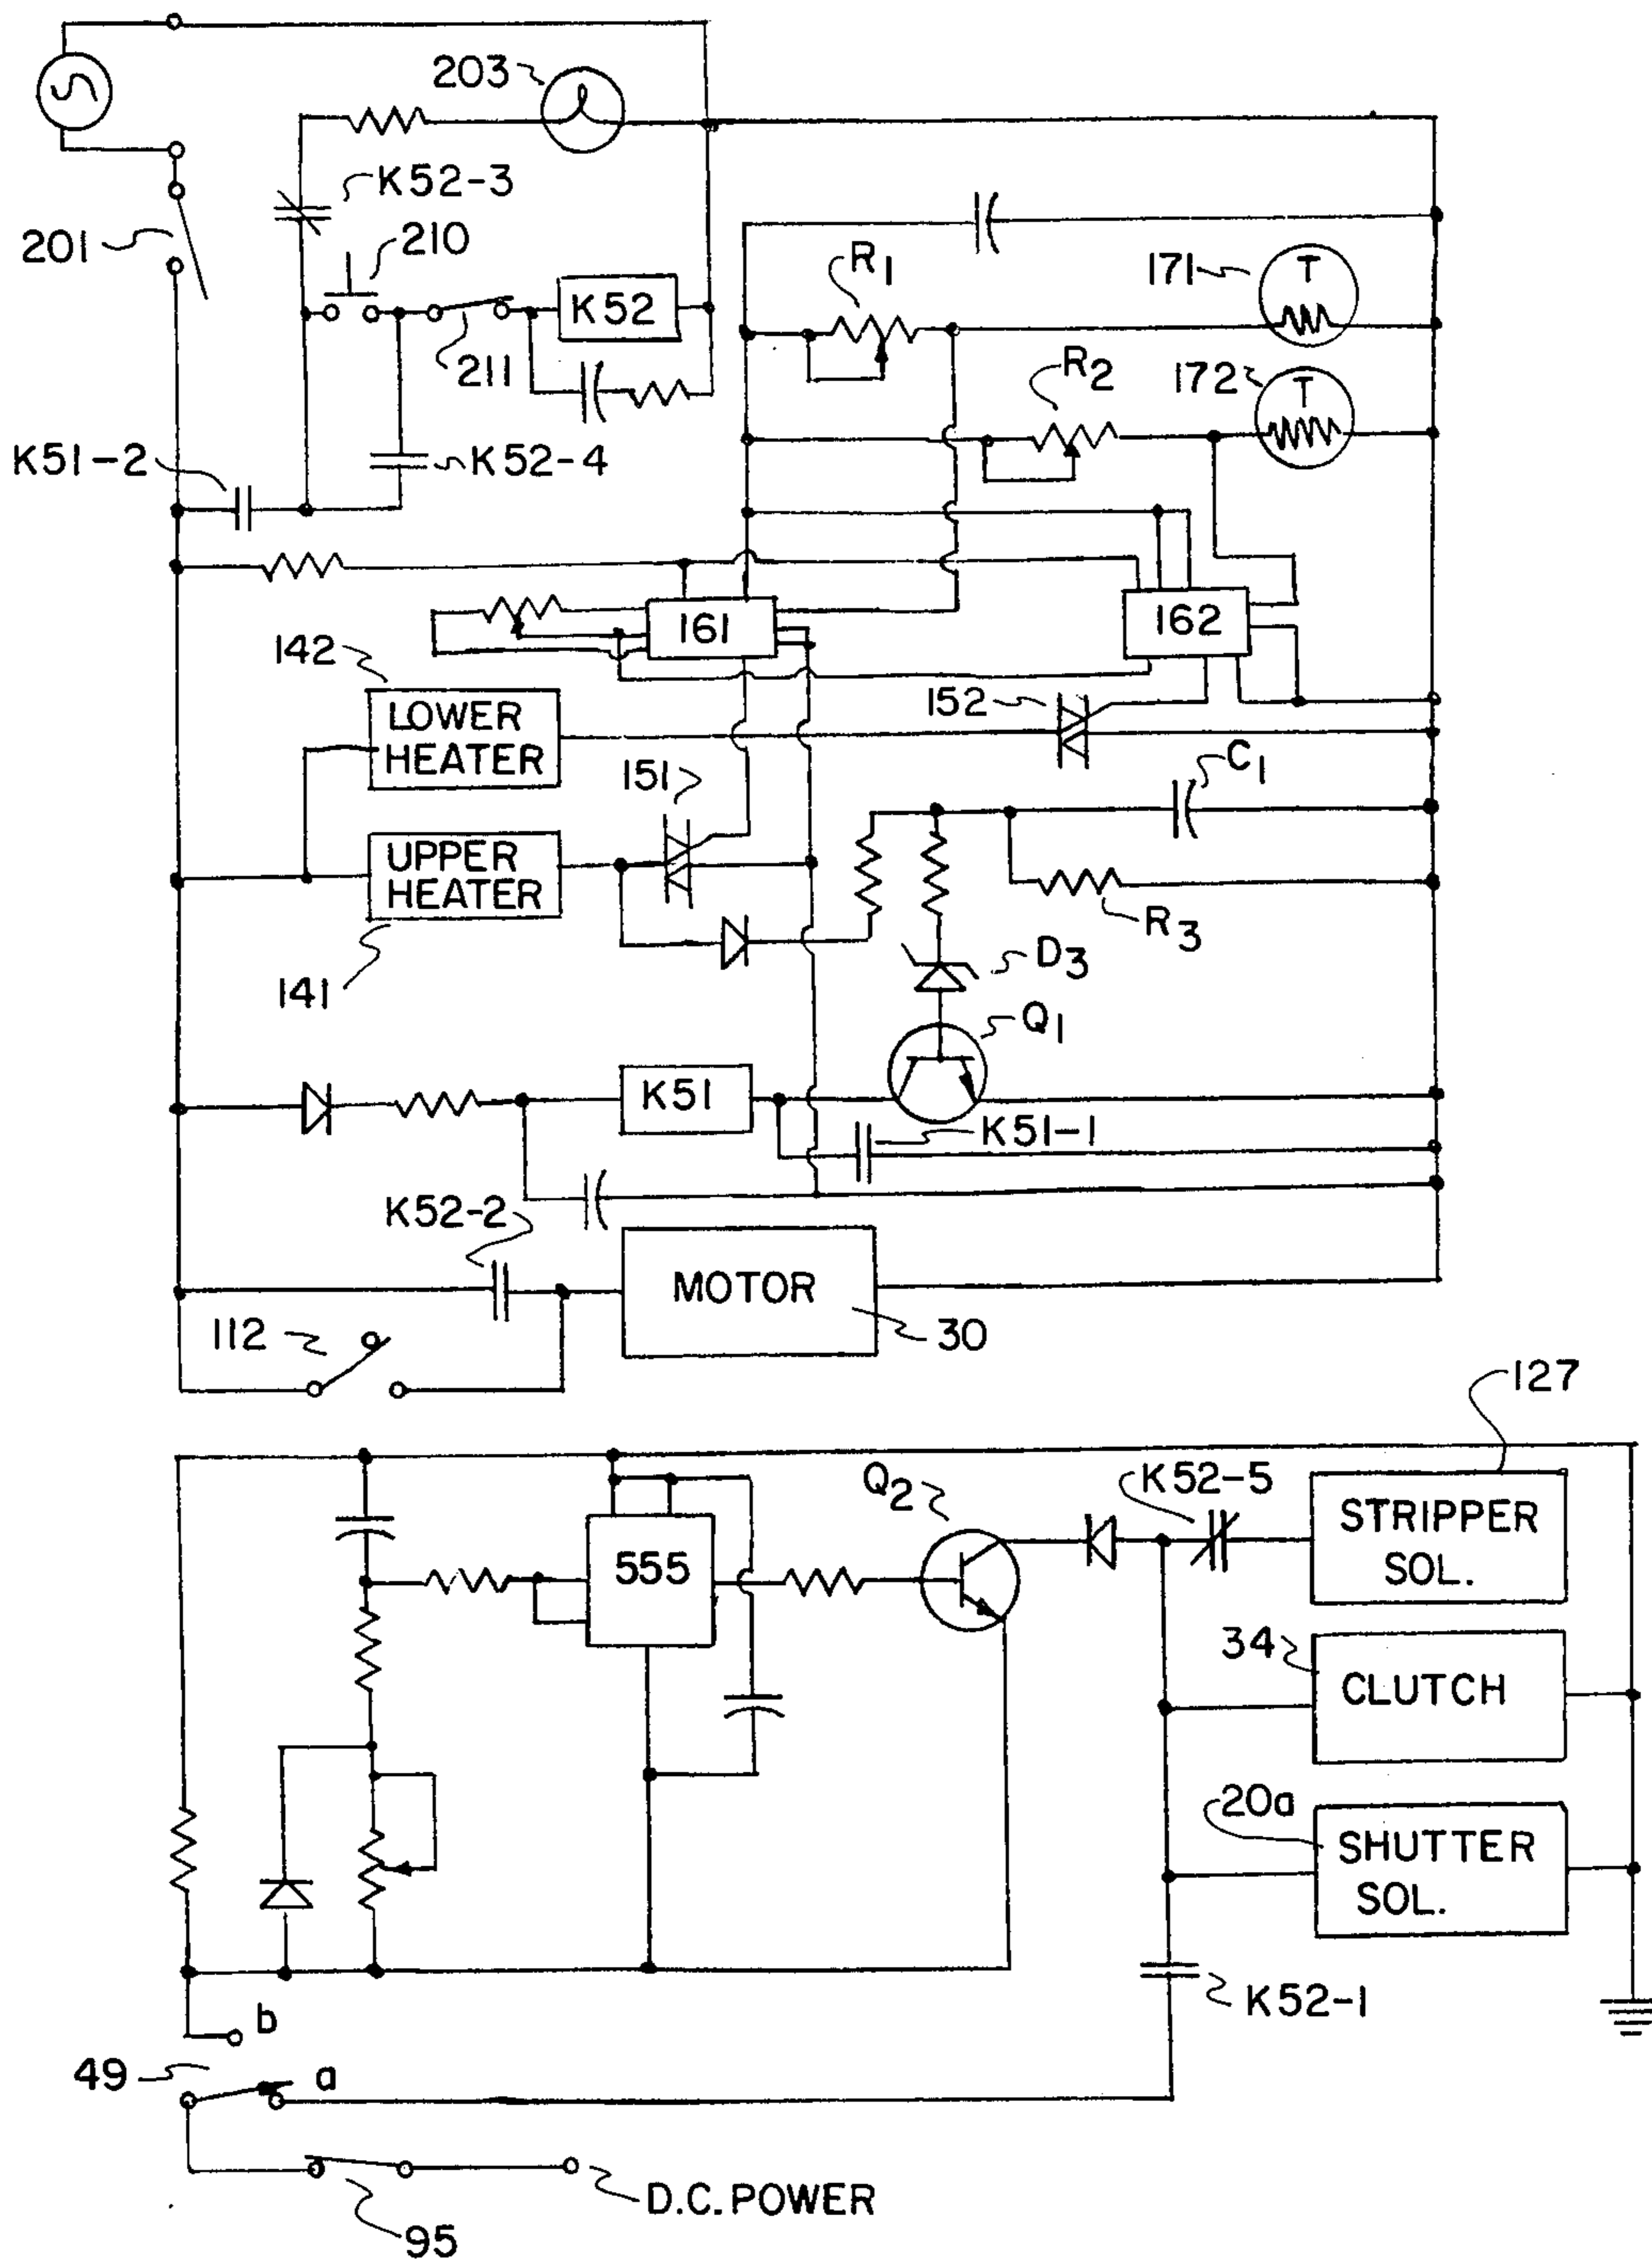 203
K52-3
201
210
R1
171
K52
211
R2
172
T
T
K51-2
K52-4
161
162
142
LOWER
HEATER
152
C1
151
UPPER
HEATER
R3
141
D3
Q1
K51
K51-1
K52-2
MOTOR
30
112
127
Q2
K52-5
STRIPPER
SOL.
555
34
CLUTCH
20a
SHUTTER
SOL.
K52-1
b
49
a
D.C. POWER
95